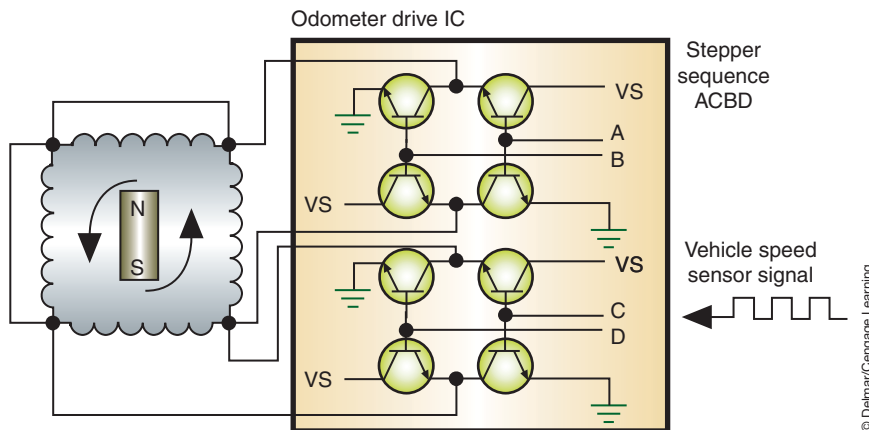 Odometer drive IC
Stepper
sequence
ACBD
VS
A
B
VS
N
S
VS
C
D
VS
Vehicle speed
sensor signal
© Delmar/Cengage Learning